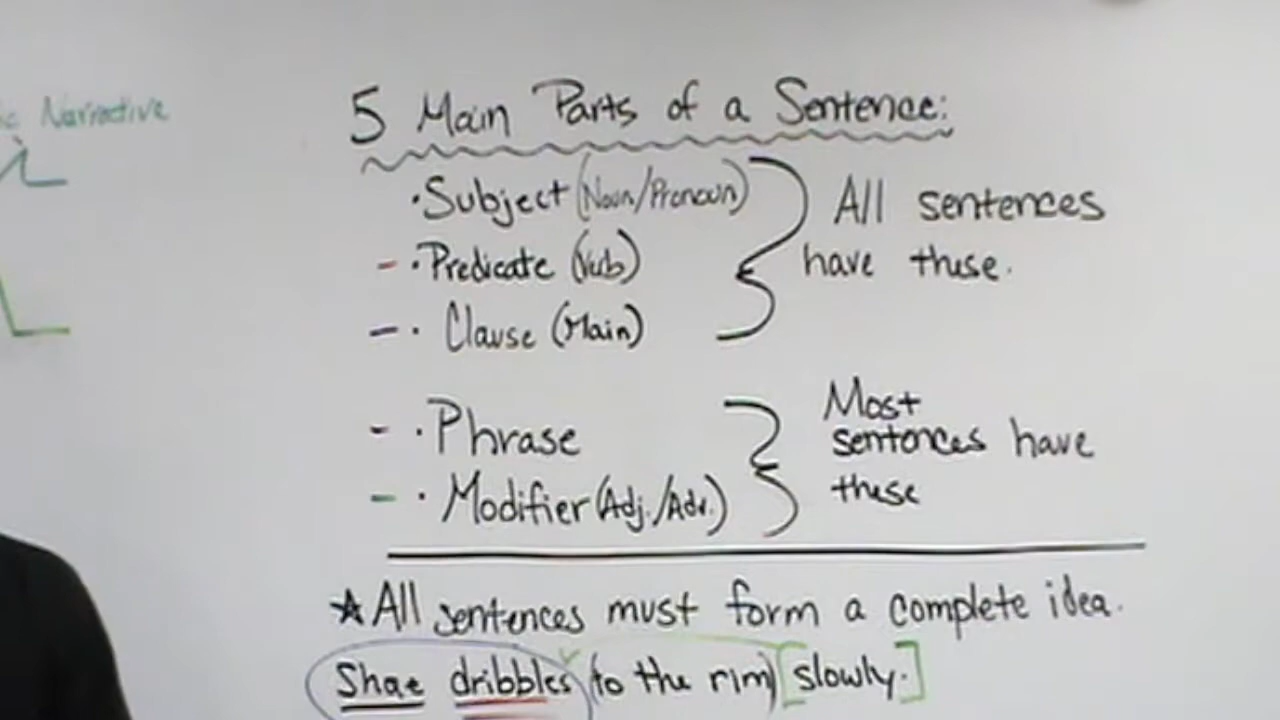 ic Narrative
5 Main Parts of a Sentence:
·Subject (Noun/Pronoun)
All sentences have these.
- ·Predicate (Verb)
- · Clause (Main)
- ·Phrase
Most sentences have these
- · Modifier (Adj./Adv.)
☆All sentences must form a complete idea.
Shae dribbles (to the rim) [slowly.]